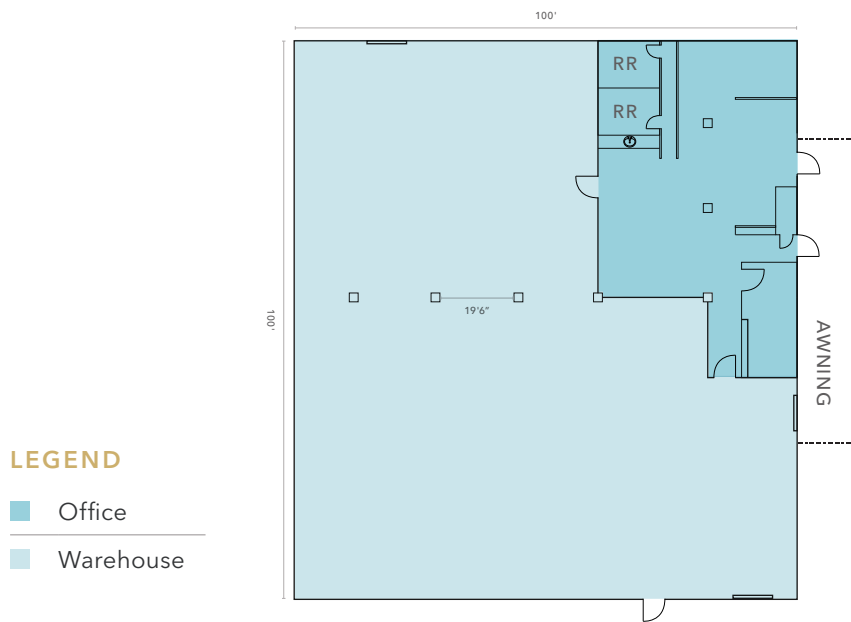 100'
RR
RR
19'6"
100'
AWNING
LEGEND
Office
Warehouse